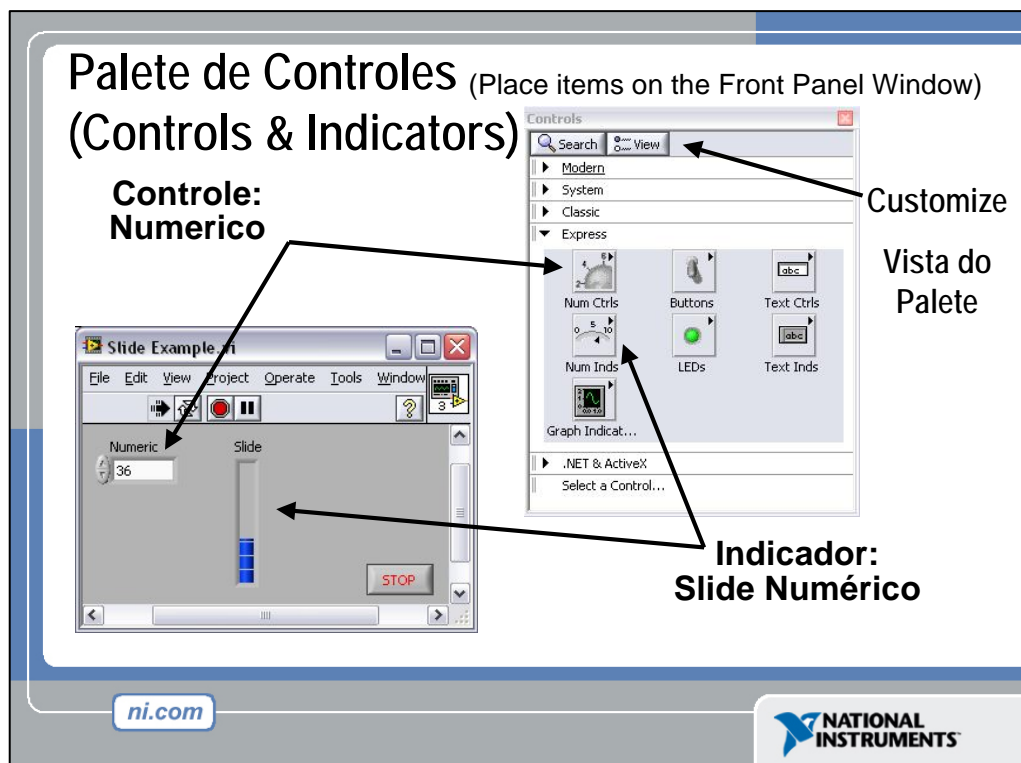 Palete de Controles (Place items on the Front Panel Window)
(Controls & Indicators)
Controls
Search View
Modern
System
Classic
Express
Num Ctrls Buttons Text Ctrls
Num Inds LEDs Text Inds
Graph Indicat...
.NET & ActiveX
Select a Control...
Customize
Vista do
Palete
Controle:
Numerico
Slide Example.vi
File Edit View Project Operate Tools Window
3
Numeric Slide
36
STOP
Indicador:
Slide Numérico
ni.com
NATIONAL
INSTRUMENTS